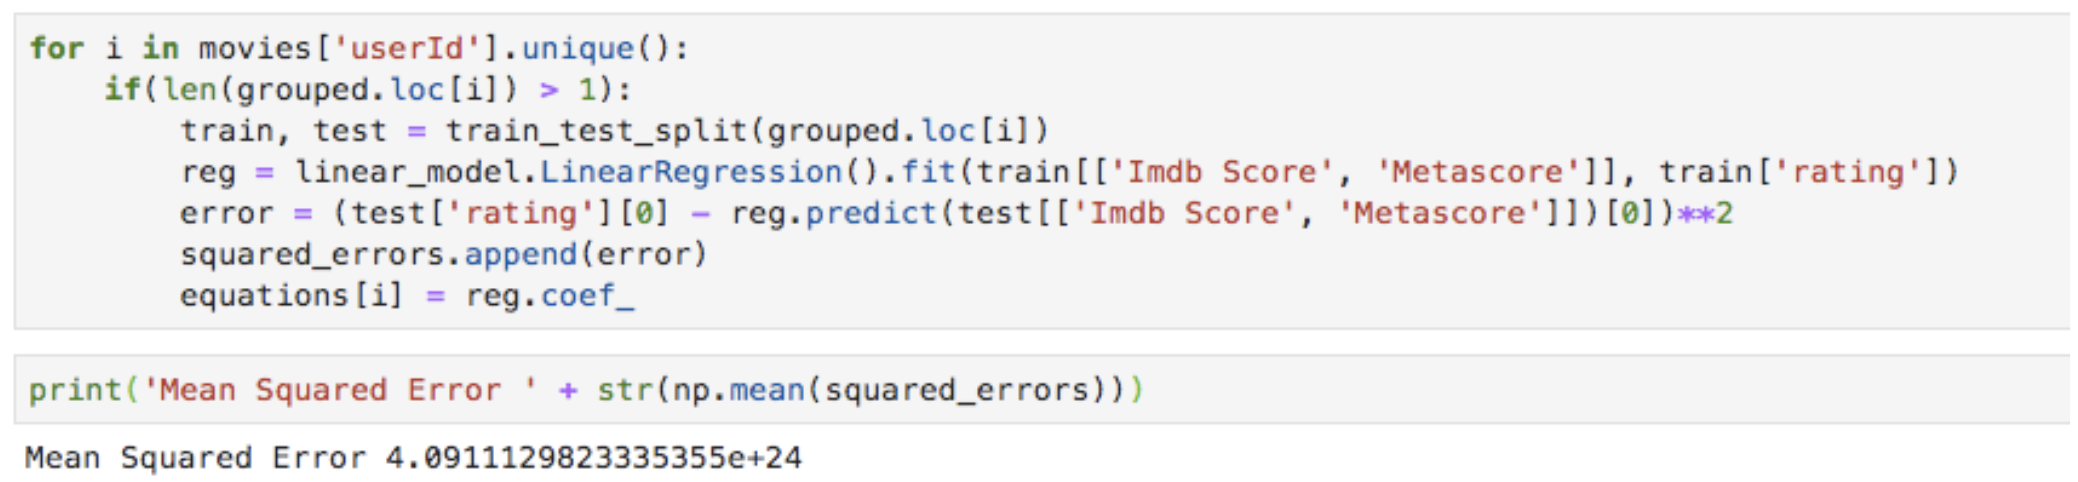 for i in movies['userId'].unique():
    if(len(grouped.loc[i]) > 1):
        train, test = train_test_split(grouped.loc[i])
        reg = linear_model.LinearRegression().fit(train[['Imdb Score', 'Metascore']], train['rating'])
        error = (test['rating'][0] - reg.predict(test[['Imdb Score', 'Metascore']])[0])**2
        squared_errors.append(error)
        equations[i] = reg.coef_
print('Mean Squared Error ' + str(np.mean(squared_errors)))
Mean Squared Error 4.0911129823335355e+24